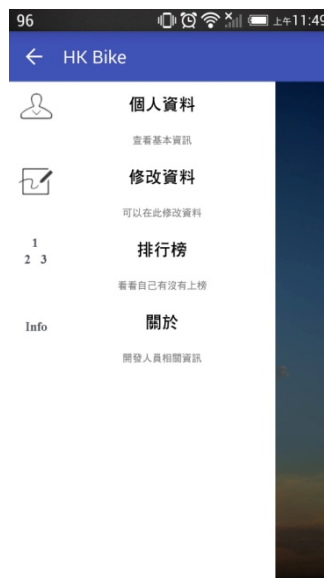 96 上午11:49
HK Bike
個人資料
查看基本資訊
修改資料
可以在此修改資料
1
2 3
排行榜
看看自己有沒有上榜
Info
關於
開發人員相關資訊